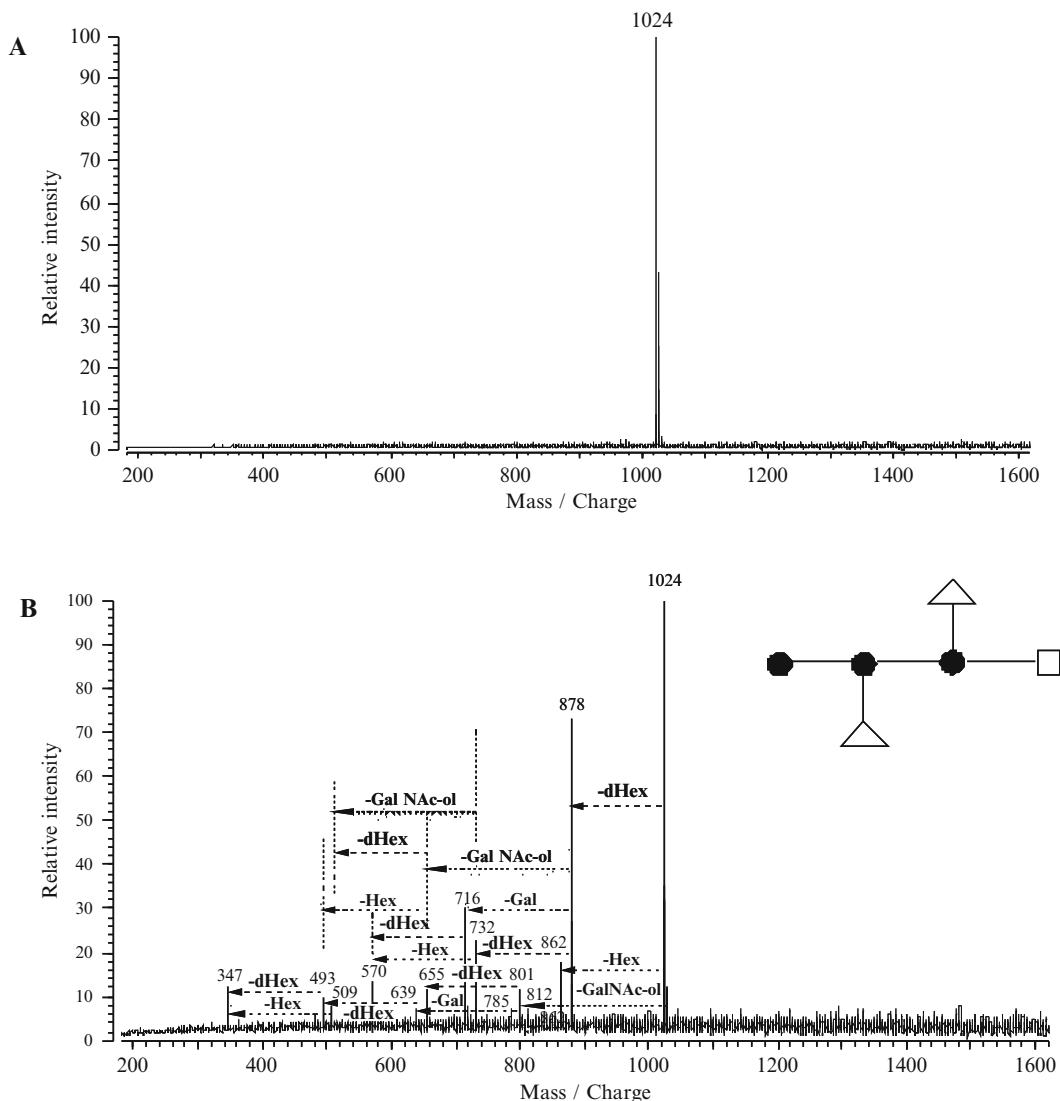 A
1024
100
90
80
70
60
50
40
30
20
10
0
Relative intensity
200 400 600 800 1000 1200 1400 1600
Mass / Charge
B
1024
100
90
80
70
60
50
40
30
20
10
0
Relative intensity
878
-dHex
-Gal NAc-ol
-dHex
-Gal NAc-ol
-Hex
716
-Gal
-dHex
732
-dHex
862
-Hex
-Hex
347
-dHex
493
570
655
-dHex
801
-GalNAc-ol
-Hex
509
-dHex
639
-Gal
785
812
862
200 400 600 800 1000 1200 1400 1600
Mass / Charge